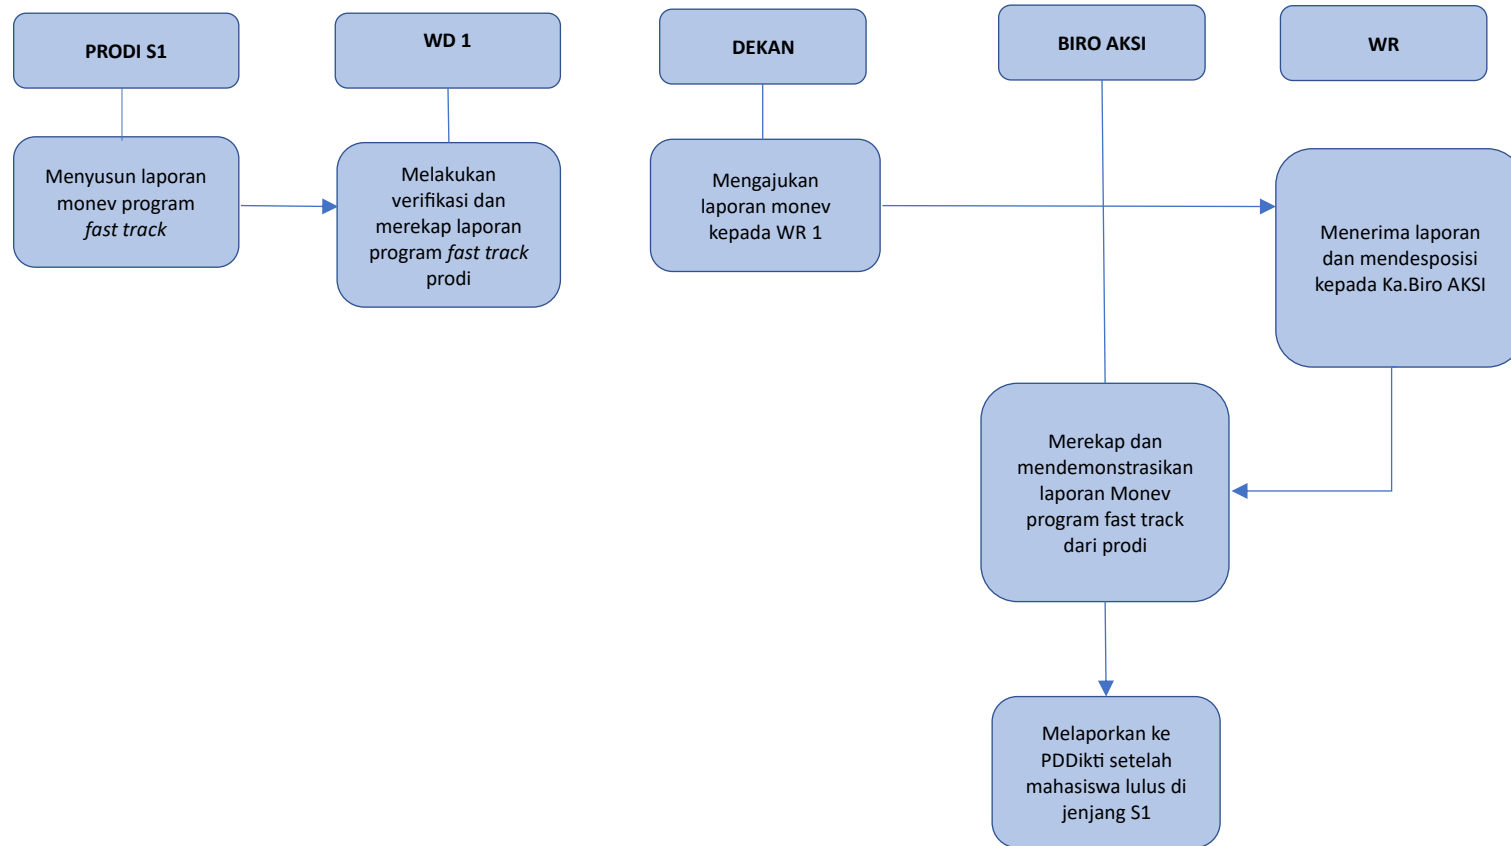 PRODI S1
WD 1
DEKAN
BIRO AKSI
WR
Menyusun laporan
monev program
fast track
Melakukan
verifikasi dan
merekap laporan
program fast track
prodi
Mengajukan
laporan monev
kepada WR 1
Menerima laporan
dan mendesposisi
kepada Ka.Biro AKSI
Merekap dan
mendemonstrasikan
laporan Monev
program fast track
dari prodi
Melaporkan ke
PDDikti setelah
mahasiswa lulus di
jenjang S1